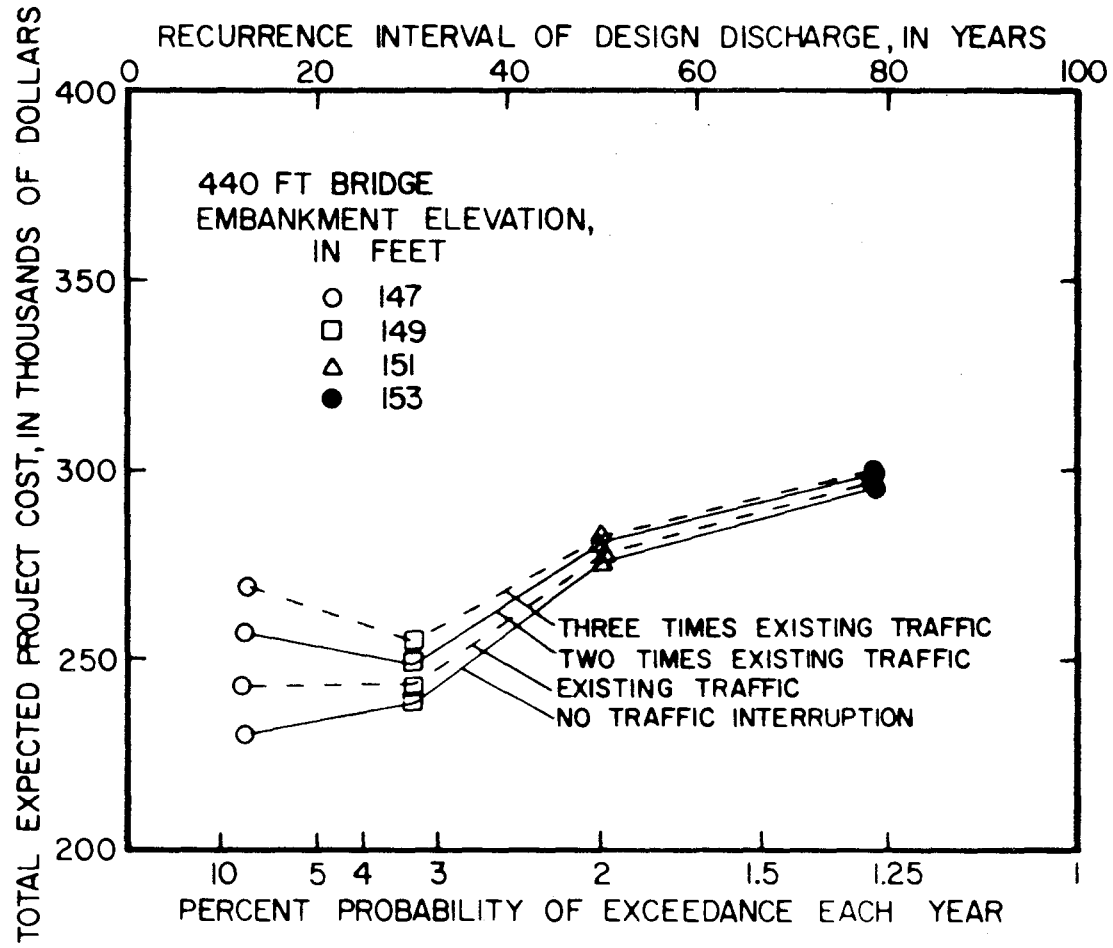 RECURRENCE INTERVAL OF DESIGN DISCHARGE, IN YEARS
0 20 40 60 80 100
TOTAL EXPECTED PROJECT COST, IN THOUSANDS OF DOLLARS
400
350
300
250
200
440 FT BRIDGE
EMBANKMENT ELEVATION,
IN FEET
147
149
151
153
THREE TIMES EXISTING TRAFFIC
TWO TIMES EXISTING TRAFFIC
EXISTING TRAFFIC
NO TRAFFIC INTERRUPTION
10 5 4 3 2 1.5 1.25 1
PERCENT PROBABILITY OF EXCEEDANCE EACH YEAR